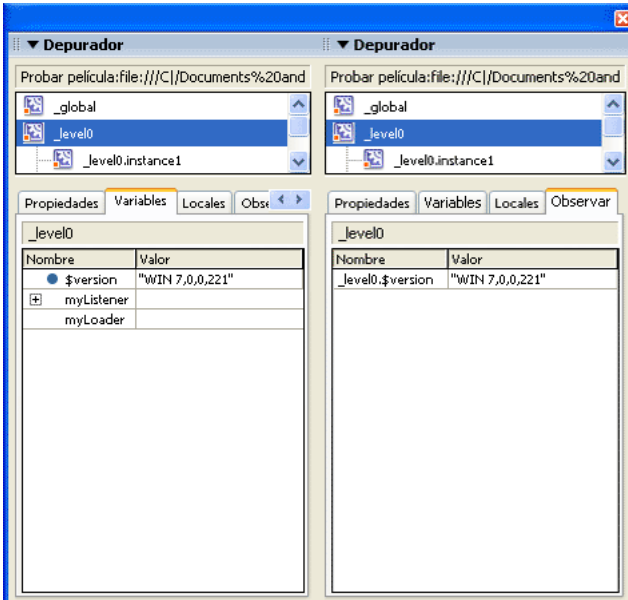 Depurador
Probar película:file:///C|/Documents%20and
_global
_level0
_level0.instance1
Propiedades Variables Locales Obse
_level0
Nombre Valor
$version "WIN 7,0,0,221"
myListener
myLoader
Depurador
Probar película:file:///C|/Documents%20and
_global
_level0
_level0.instance1
Propiedades Variables Locales Observar
_level0
Nombre Valor
_level0.$version "WIN 7,0,0,221"